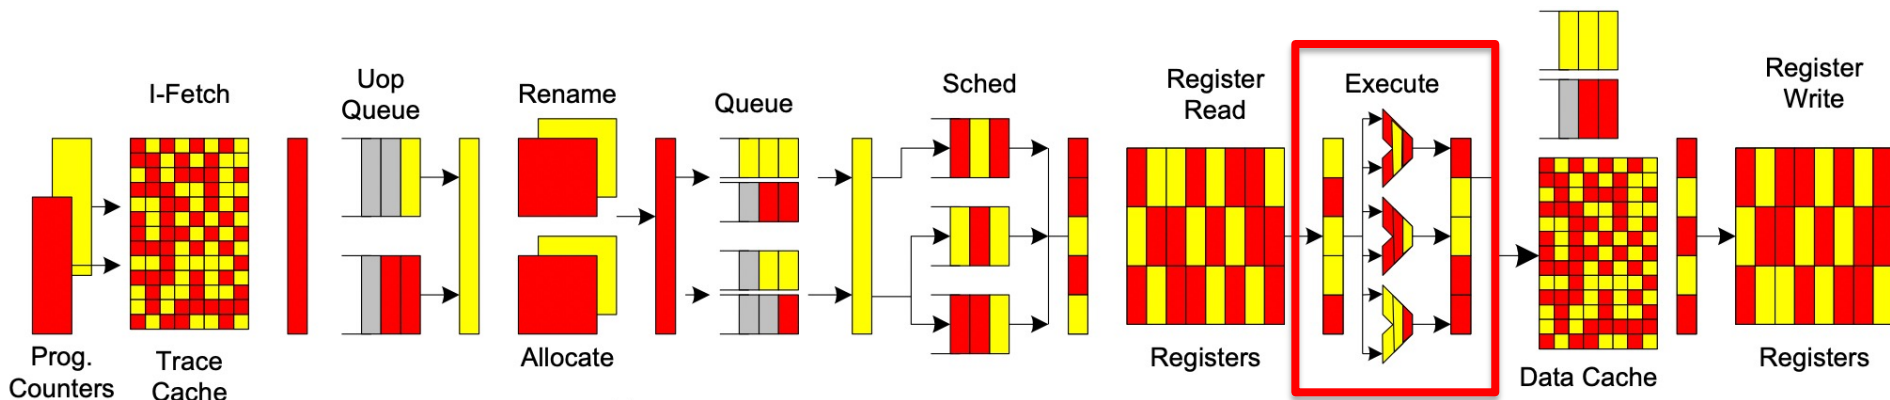 Prog.
Counters
I-Fetch
Trace
Cache
Uop
Queue
Rename
Allocate
Queue
Sched
Register
Read
Registers
Execute
Data Cache
Register
Write
Registers